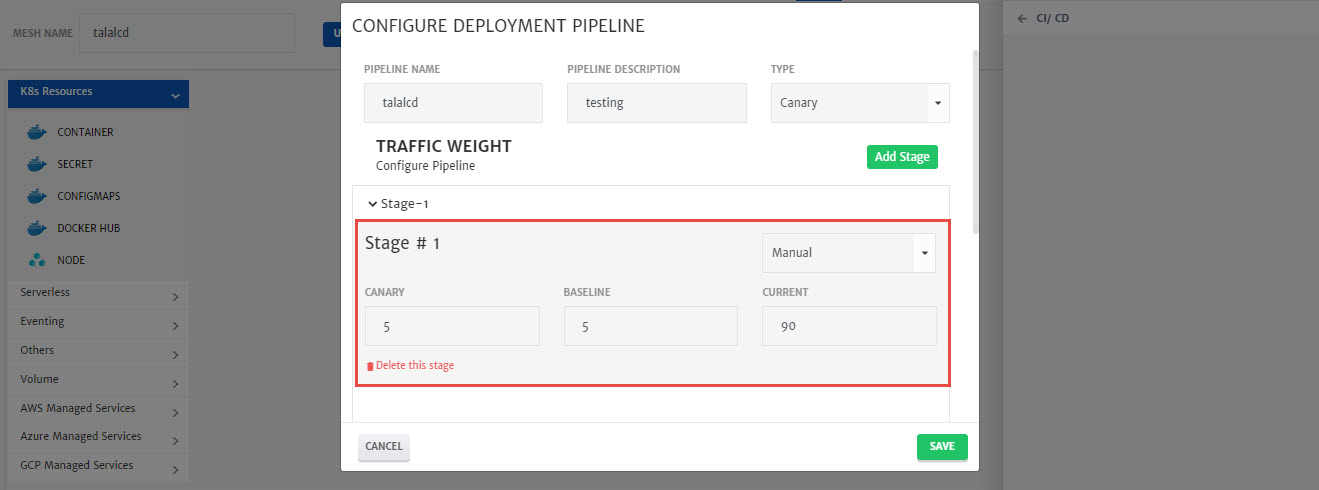 MESH NAME
talalcd
U
K8s Resources
CONTAINER
SECRET
CONFIGMAPS
DOCKER HUB
NODE
Serverless
Eventing
Others
Volume
AWS Managed Services
Azure Managed Services
GCP Managed Services
CONFIGURE DEPLOYMENT PIPELINE
PIPELINE NAME PIPELINE DESCRIPTION TYPE
talalcd testing Canary
TRAFFIC WEIGHT
Configure Pipeline
Add Stage
Stage-1
Stage # 1
Manual
CANARY BASELINE CURRENT
5 5 90
Delete this stage
CANCEL SAVE
CI/ CD